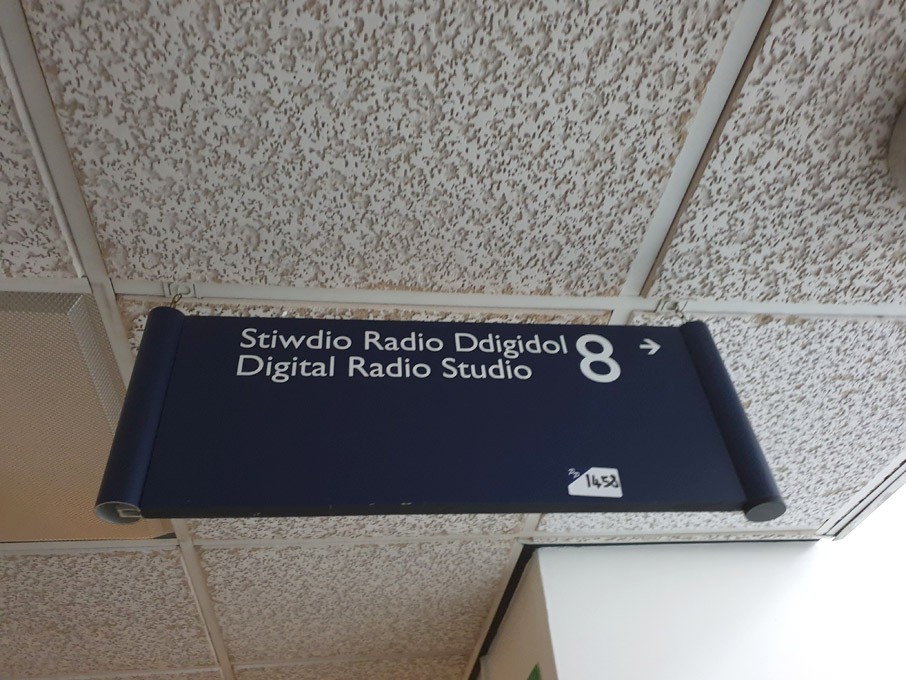 Stiwdio Radio Ddigidol 8 →
Digital Radio Studio
1458